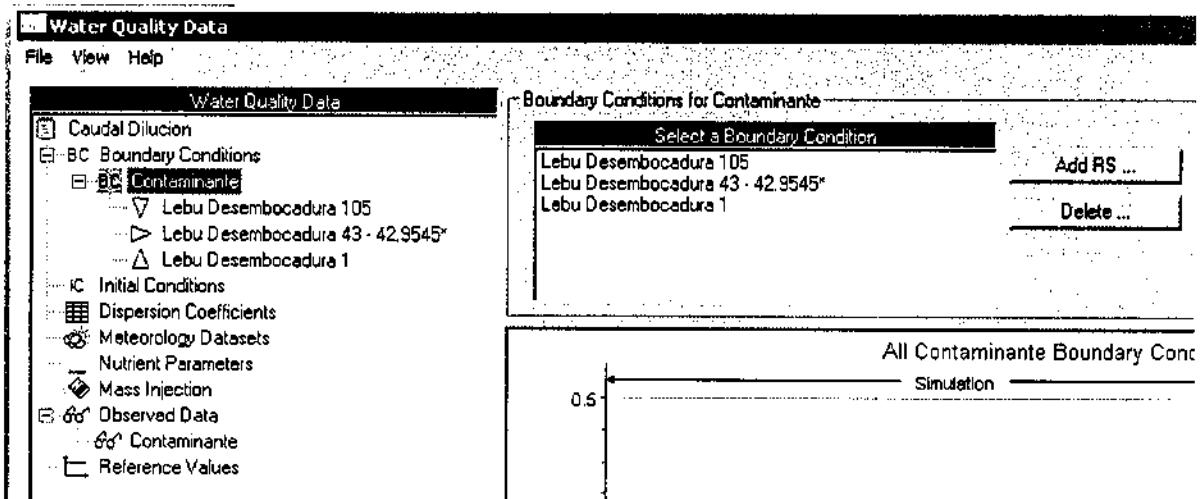 Water Quality Data
File View Help
Water Quality Data
Caudal Dilucion
BC Boundary Conditions
BC Contaminante
Lebu Desembocadura 105
Lebu Desembocadura 43 - 42.9545*
Lebu Desembocadura 1
IC Initial Conditions
Dispersion Coefficients
Meteorology Datasets
Nutrient Parameters
Mass Injection
Observed Data
Contaminante
Reference Values
Boundary Conditions for Contaminante
Select a Boundary Condition
Lebu Desembocadura 105
Lebu Desembocadura 43 - 42.9545*
Lebu Desembocadura 1
Add RS ...
Delete ...
All Contaminante Boundary Conc
Simulation
0.5